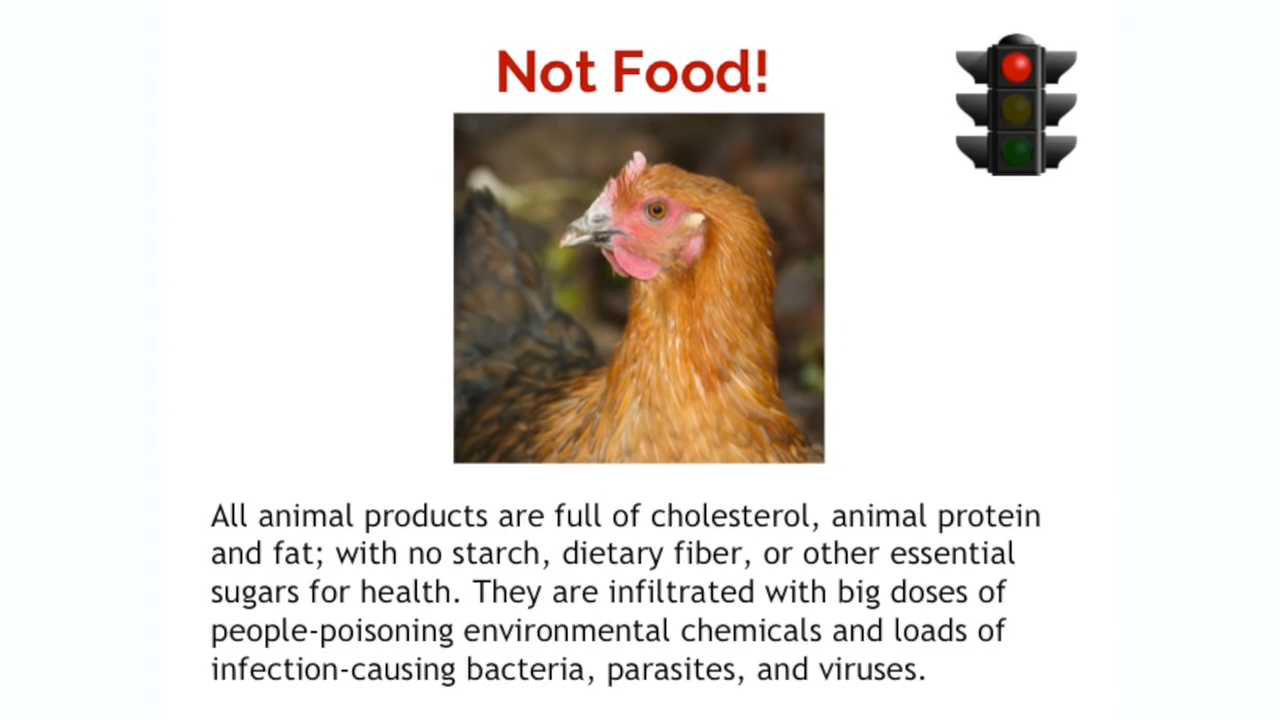 Not Food!
All animal products are full of cholesterol, animal protein
and fat; with no starch, dietary fiber, or other essential
sugars for health. They are infiltrated with big doses of
people-poisoning environmental chemicals and loads of
infection-causing bacteria, parasites, and viruses.